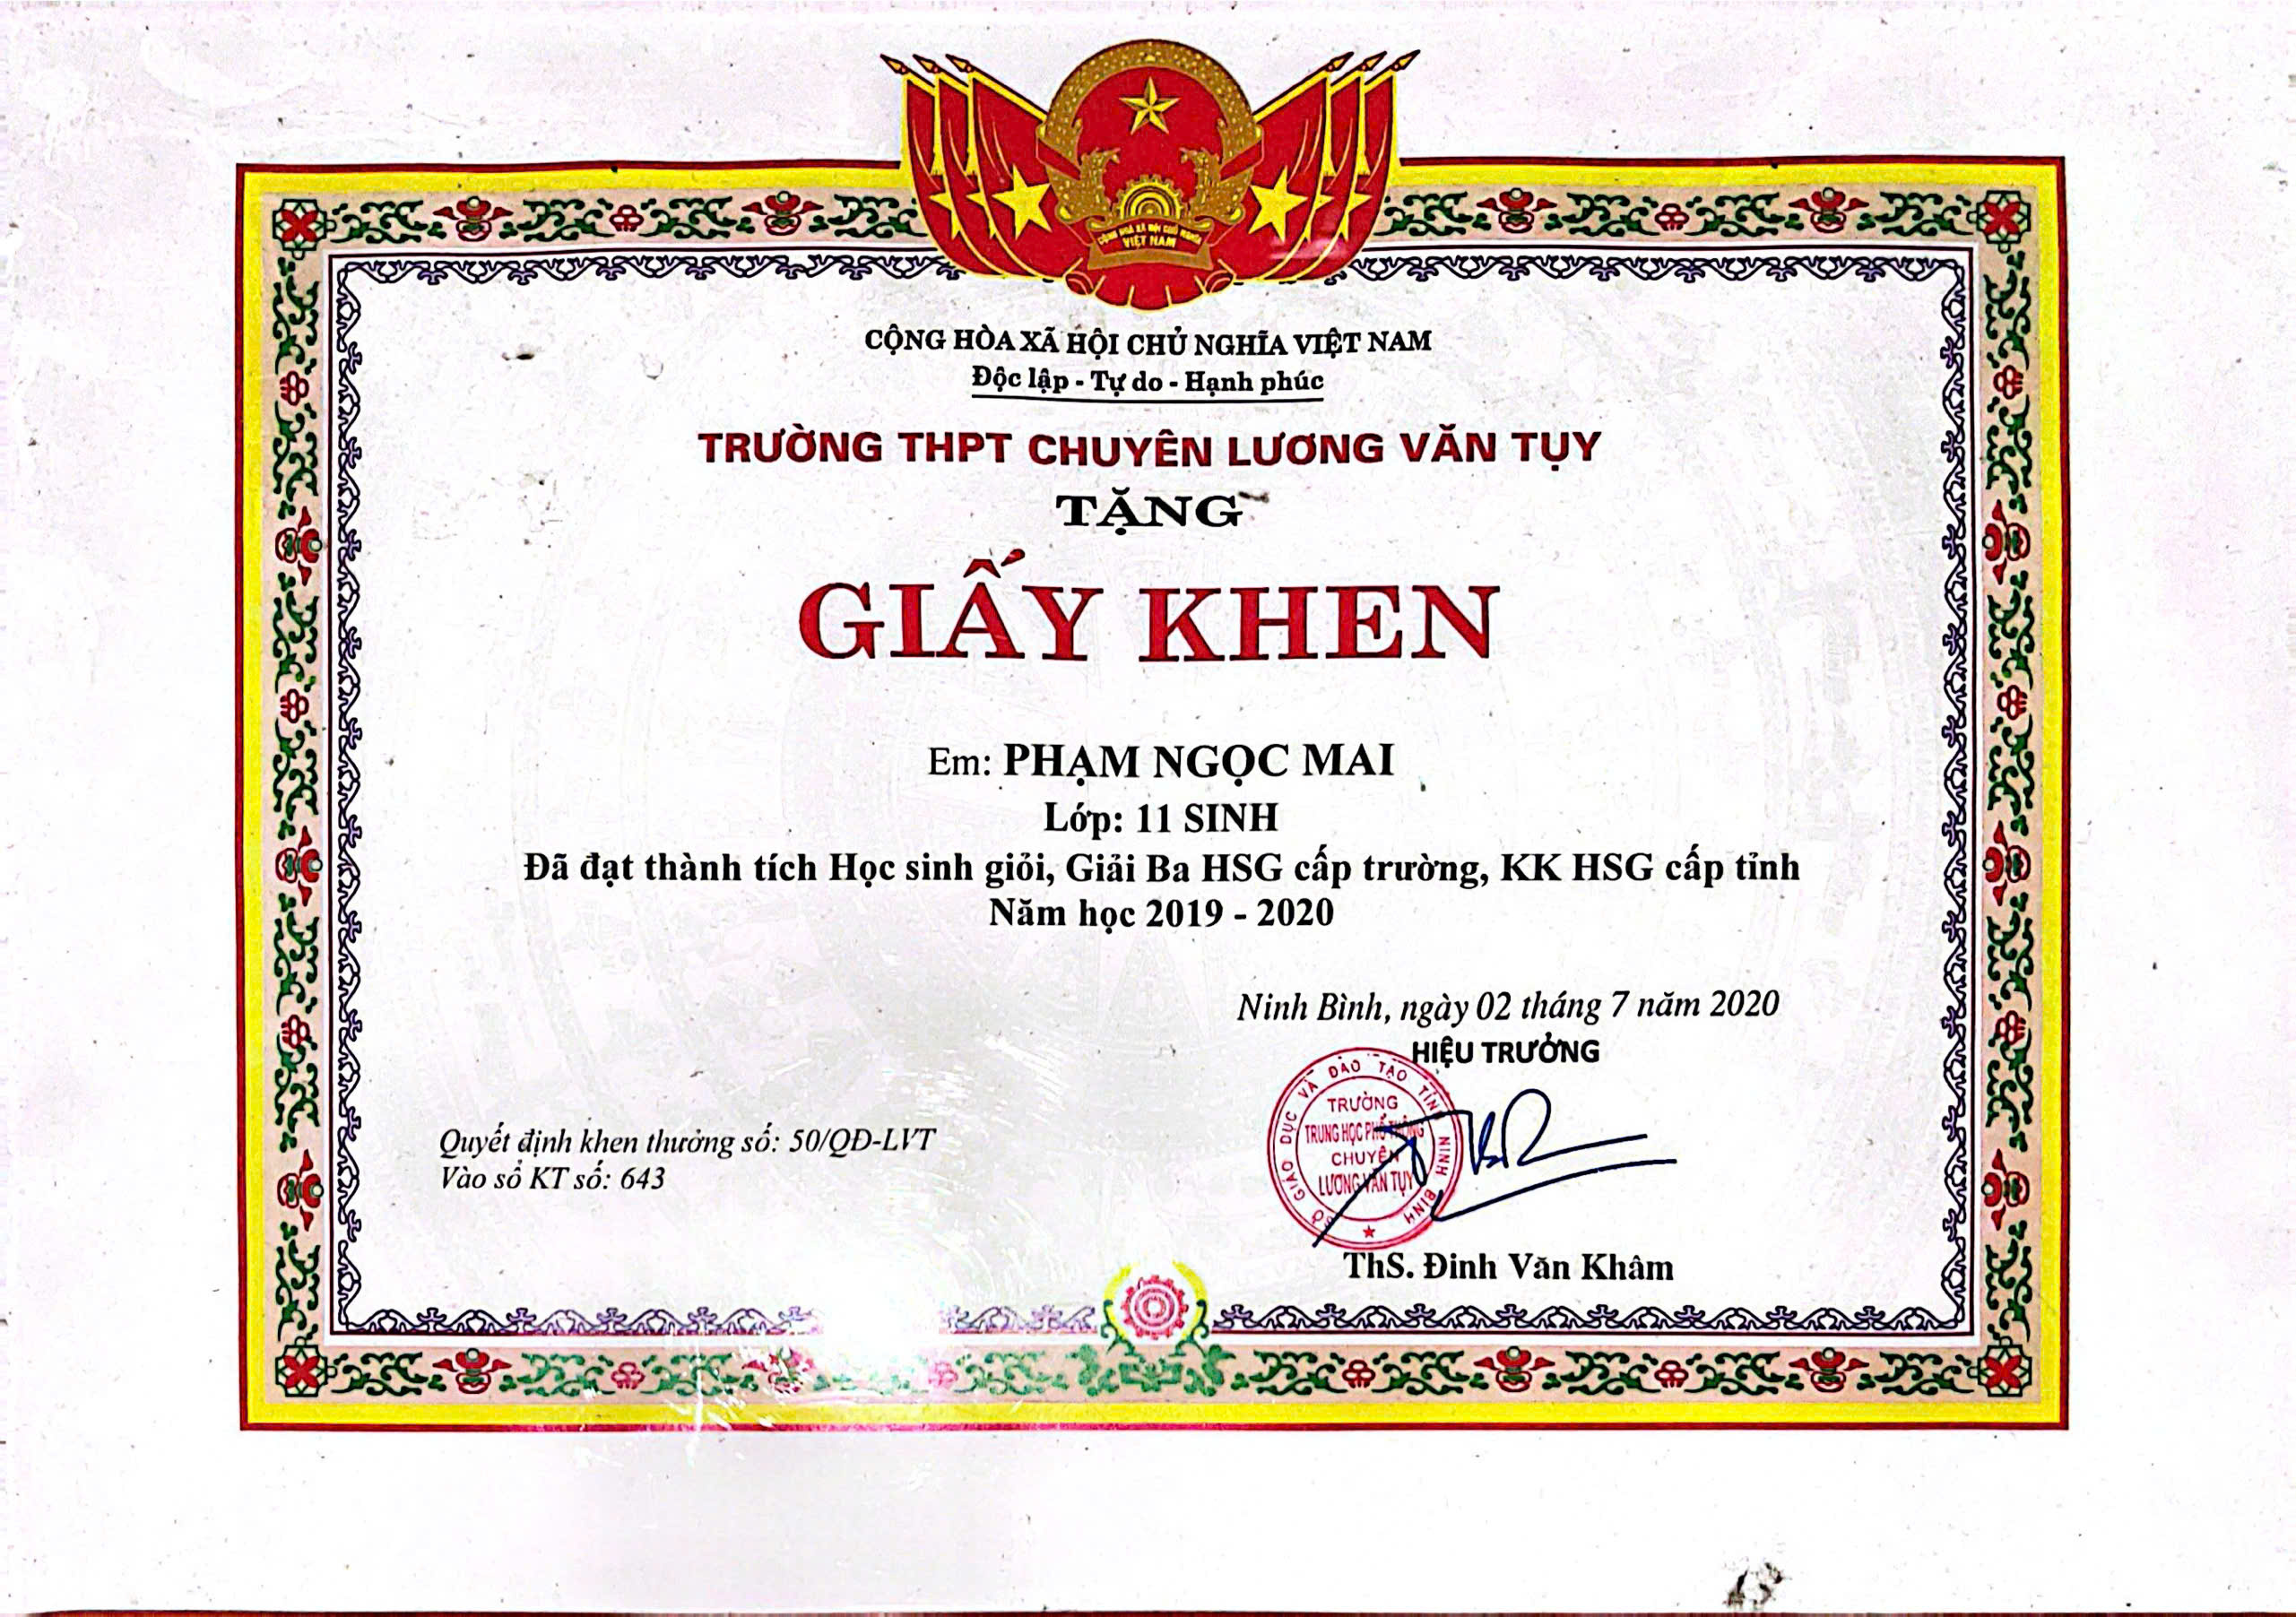 CỘNG HÒA XÃ HỘI CHỦ NGHĨA
VIỆT NAM
CỘNG HÒA XÃ HỘI CHỦ NGHĨA VIỆT NAM
Độc lập - Tự do - Hạnh phúc
TRƯỜNG THPT CHUYÊN LƯƠNG VĂN TỤY
TẶNG
GIẤY KHEN
Em: PHẠM NGỌC MAI
Lớp: 11 SINH
Đã đạt thành tích Học sinh giỏi, Giải Ba HSG cấp trường, KK HSG cấp tỉnh
Năm học 2019 - 2020
Ninh Bình, ngày 02 tháng 7 năm 2020
HIỆU TRƯỞNG
SỞ GIÁO DỤC VÀ ĐÀO TẠO TỈNH NINH BÌNH
TRƯỜNG
TRUNG HỌC PHỔ THÔNG
CHUYÊN
LƯƠNG VĂN TỤY
Quyết định khen thưởng số: 50/QĐ-LVT
Vào sổ KT số: 643
ThS. Đinh Văn Khâm